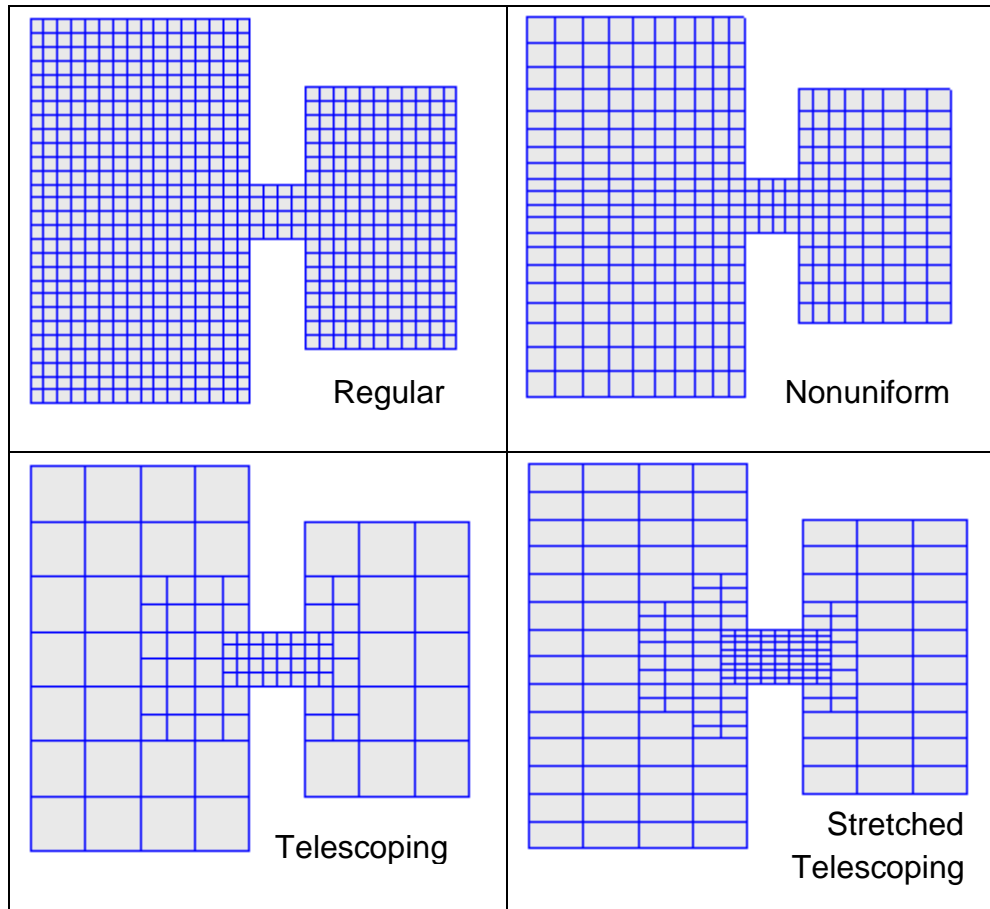 Regular
Nonuniform
Telescoping
Stretched
Telescoping